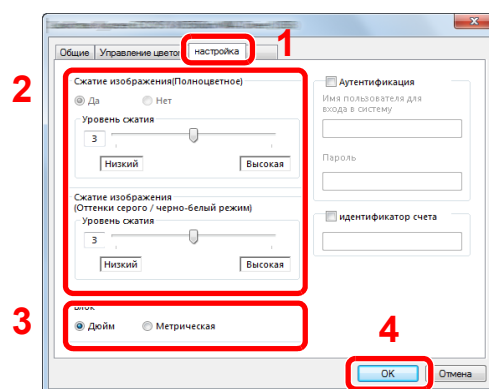 1
Общие Управление цветом настройка
2
Сжатие изображения(Полноцветное)
Да Нет
Уровень сжатия
3
Низкий Высокая
Сжатие изображения
(Оттенки серого / черно-белый режим)
Уровень сжатия
3
Низкий Высокая
Аутентификация
Имя пользователя для
входа в систему
Пароль
идентификатор счета
3
Блок
Дюйм Метрическая
4
OK Отмена